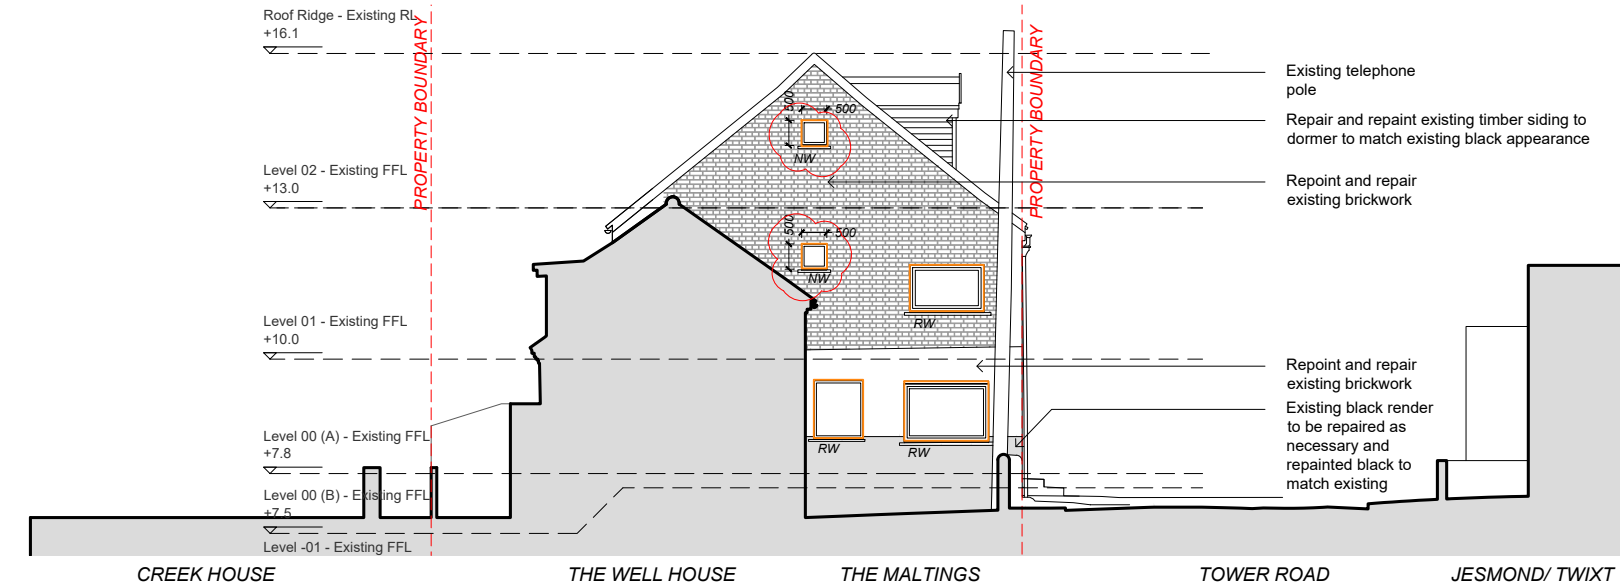 Roof Ridge - Existing RL
+16.1
PROPERTY BOUNDARY
PROPERTY BOUNDARY
Existing telephone
pole
500
500
NW
Repair and repaint existing timber siding to
dormer to match existing black appearance
Level 02 - Existing FFL
+13.0
Repoint and repair
existing brickwork
500
500
NW
RW
Level 01 - Existing FFL
+10.0
Repoint and repair
existing brickwork
Existing black render
to be repaired as
necessary and
repainted black to
match existing
Level 00 (A) - Existing FFL
+7.8
RW
RW
Level 00 (B) - Existing FFL
+7.5
Level -01 - Existing FFL
CREEK HOUSE
THE WELL HOUSE
THE MALTINGS
TOWER ROAD
JESMOND/ TWIXT